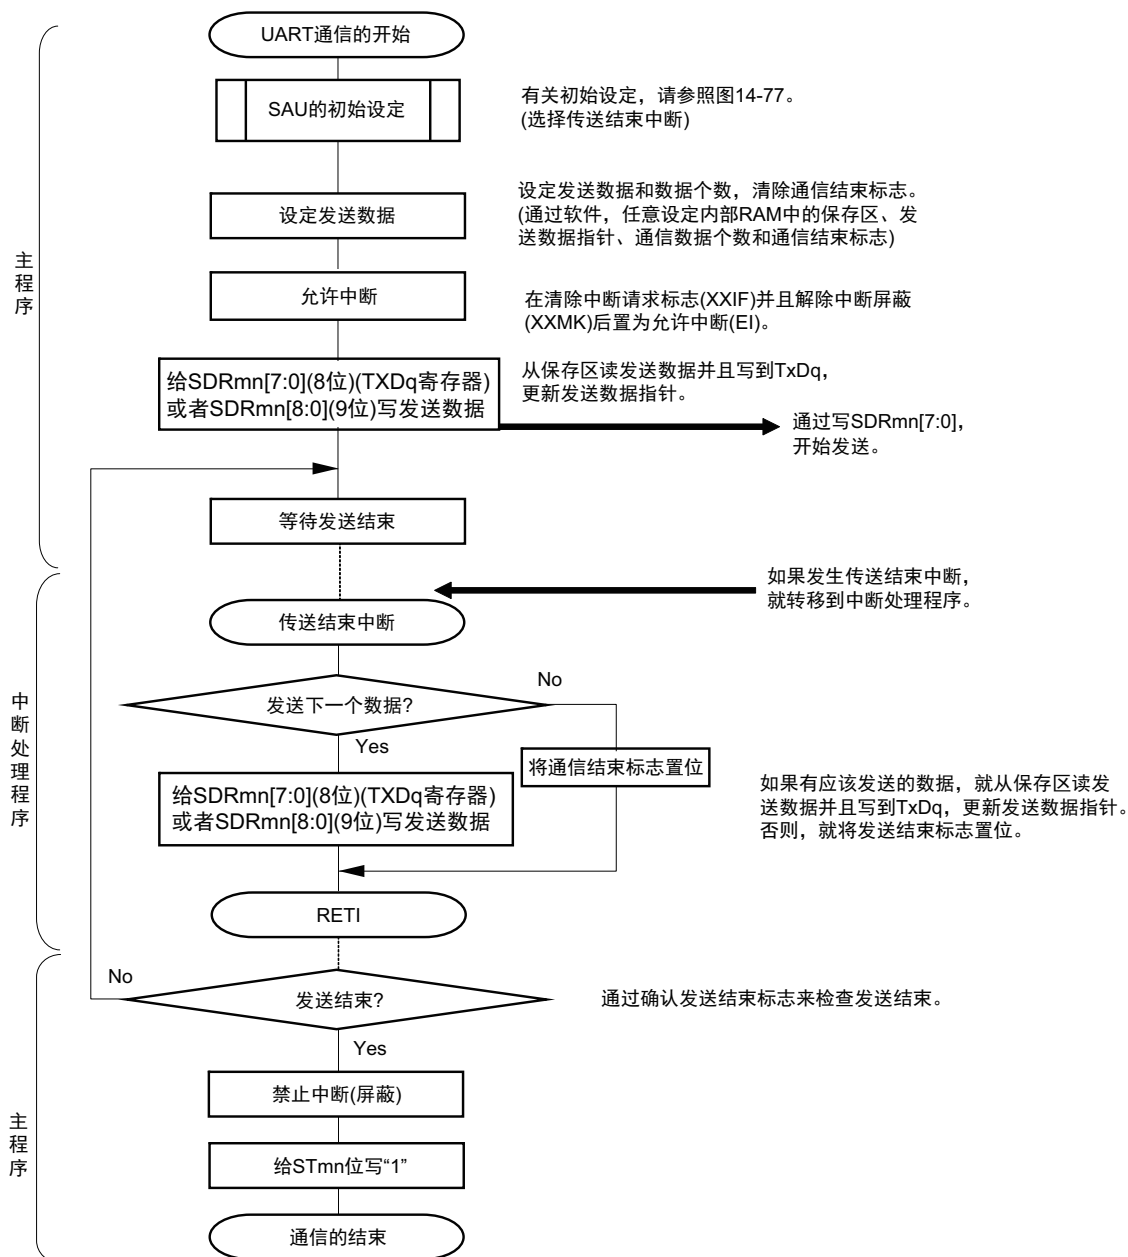 UART通信的开始
SAU的初始设定
有关初始设定，请参照图14-77。
(选择传送结束中断)
设定发送数据
设定发送数据和数据个数，清除通信结束标志。
(通过软件，任意设定内部RAM中的保存区、发
送数据指针、通信数据个数和通信结束标志)
主程序
允许中断
在清除中断请求标志(XXIF)并且解除中断屏蔽
(XXMK)后置为允许中断(EI)。
给SDRmn[7:0](8位)(TXDq寄存器)
或者SDRmn[8:0](9位)写发送数据
从保存区读发送数据并且写到TxDq，
更新发送数据指针。
通过写SDRmn[7:0]，
开始发送。
等待发送结束
如果发生传送结束中断，
就转移到中断处理程序。
传送结束中断
中断处理程序
发送下一个数据?
No
Yes
将通信结束标志置位
给SDRmn[7:0](8位)(TXDq寄存器)
或者SDRmn[8:0](9位)写发送数据
如果有应该发送的数据，就从保存区读发
送数据并且写到TxDq，更新发送数据指针。
否则，就将发送结束标志置位。
RETI
No
发送结束?
通过确认发送结束标志来检查发送结束。
Yes
主程序
禁止中断(屏蔽)
给STmn位写“1”
通信的结束